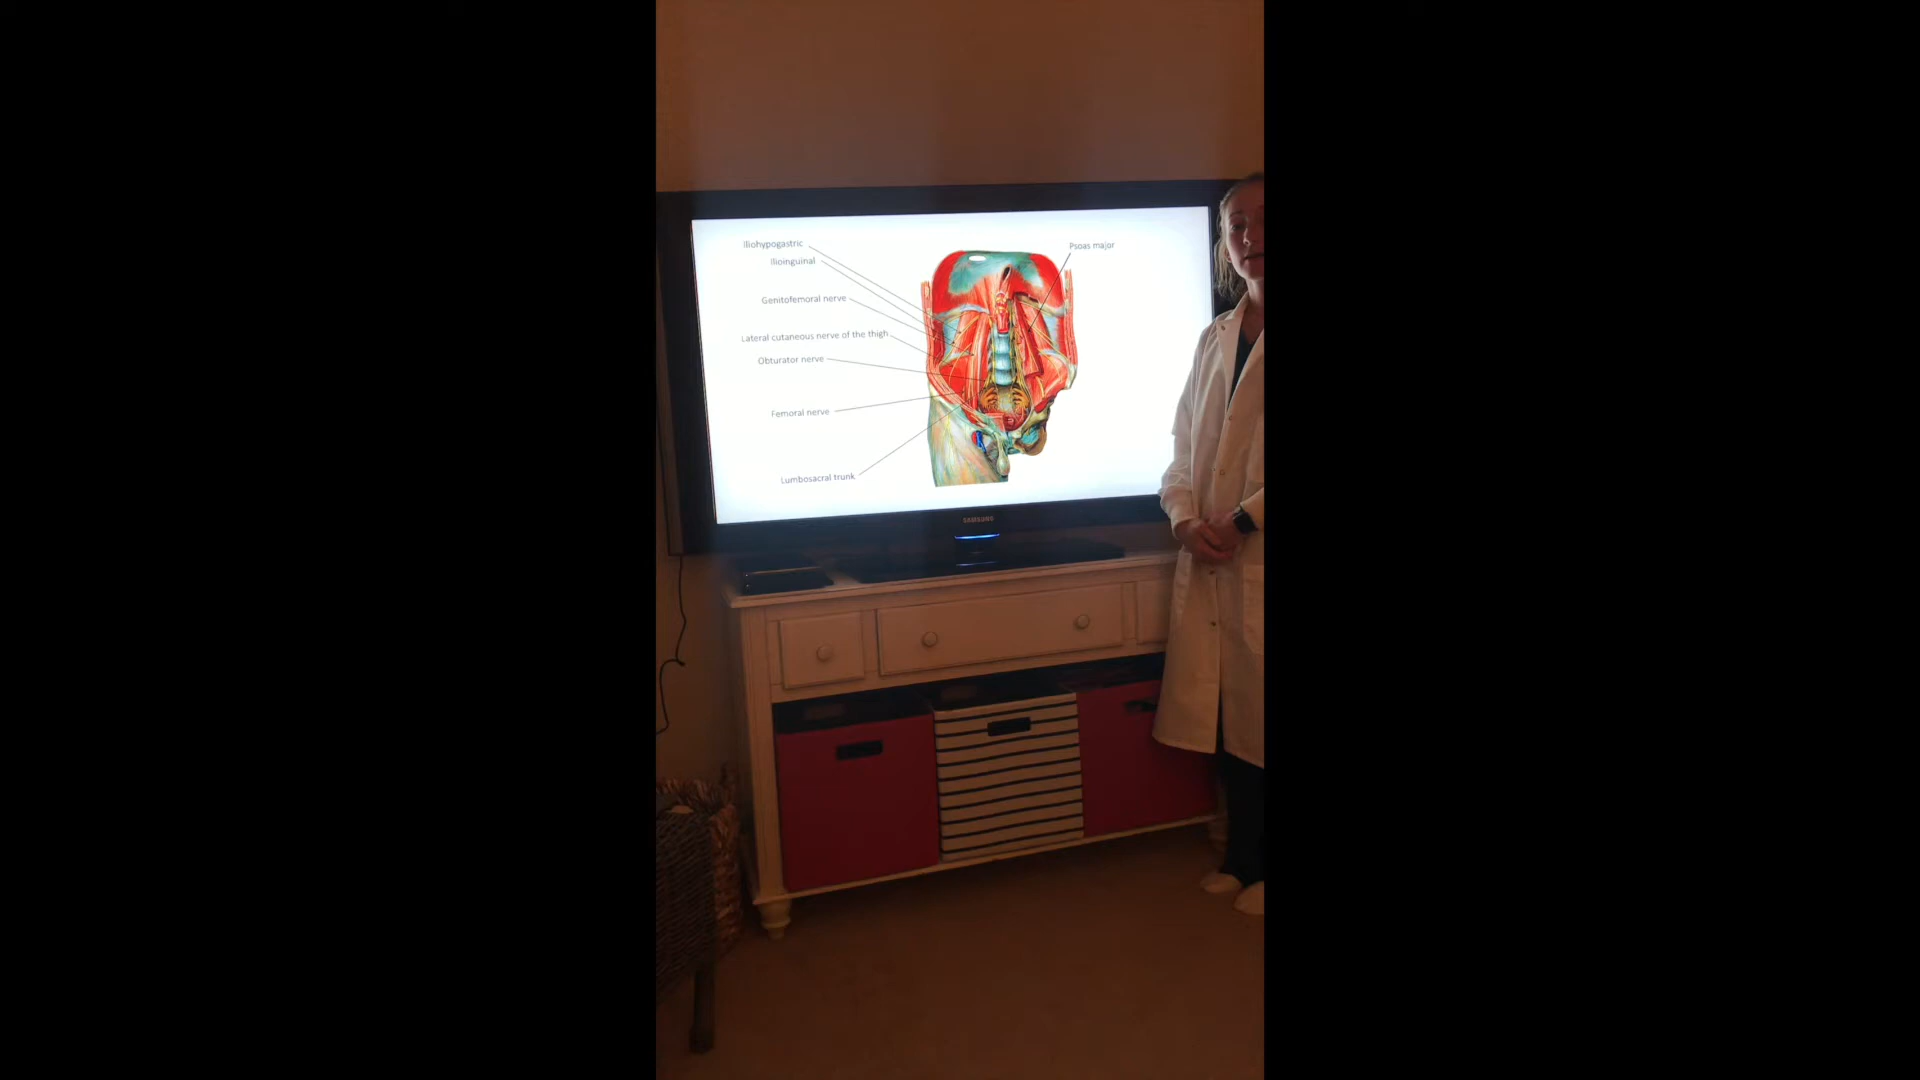 Iliohypogastric
Ilioinguinal
Genitofemoral nerve
Lateral cutaneous nerve of the thigh
Obturator nerve
Femoral nerve
Lumbosacral trunk
Psoas major
SAMSUNG